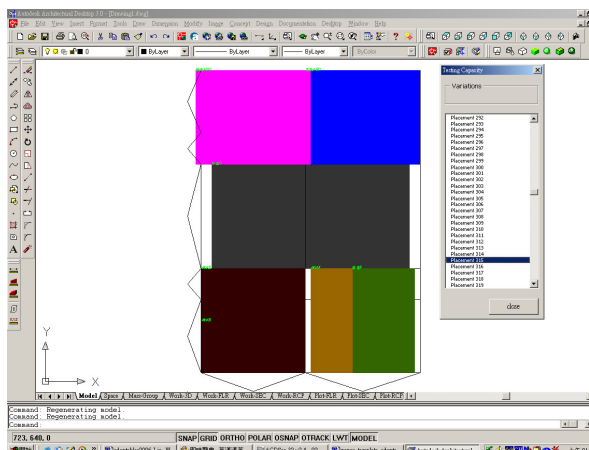 Autodesk Architectural Desktop 3.0 - [Drawing1.dwg]
File Edit View Insert Format Tools Draw Dimension Modify Image Concept Design Documentation Desktop Window Help
0 ByLayer ByLayer ByLayer ByColor
Testing Capacity
Variations
Placement 292
Placement 293
Placement 294
Placement 295
Placement 296
Placement 297
Placement 298
Placement 299
Placement 300
Placement 301
Placement 302
Placement 303
Placement 304
Placement 305
Placement 306
Placement 307
Placement 308
Placement 309
Placement 310
Placement 311
Placement 312
Placement 313
Placement 314
Placement 315
Placement 316
Placement 317
Placement 318
Placement 319
close
A
Y
X
Model Space Mass-Group Work-3D Work-FLR Work-SEC Work-RCP Plot-FLR Plot-SEC Plot-RCP
Command: Regenerating model.
Command: Regenerating model.
Command:
723, 640, 0 SNAP GRID ORTHO POLAR OSNAP OTRACK LWT MODEL